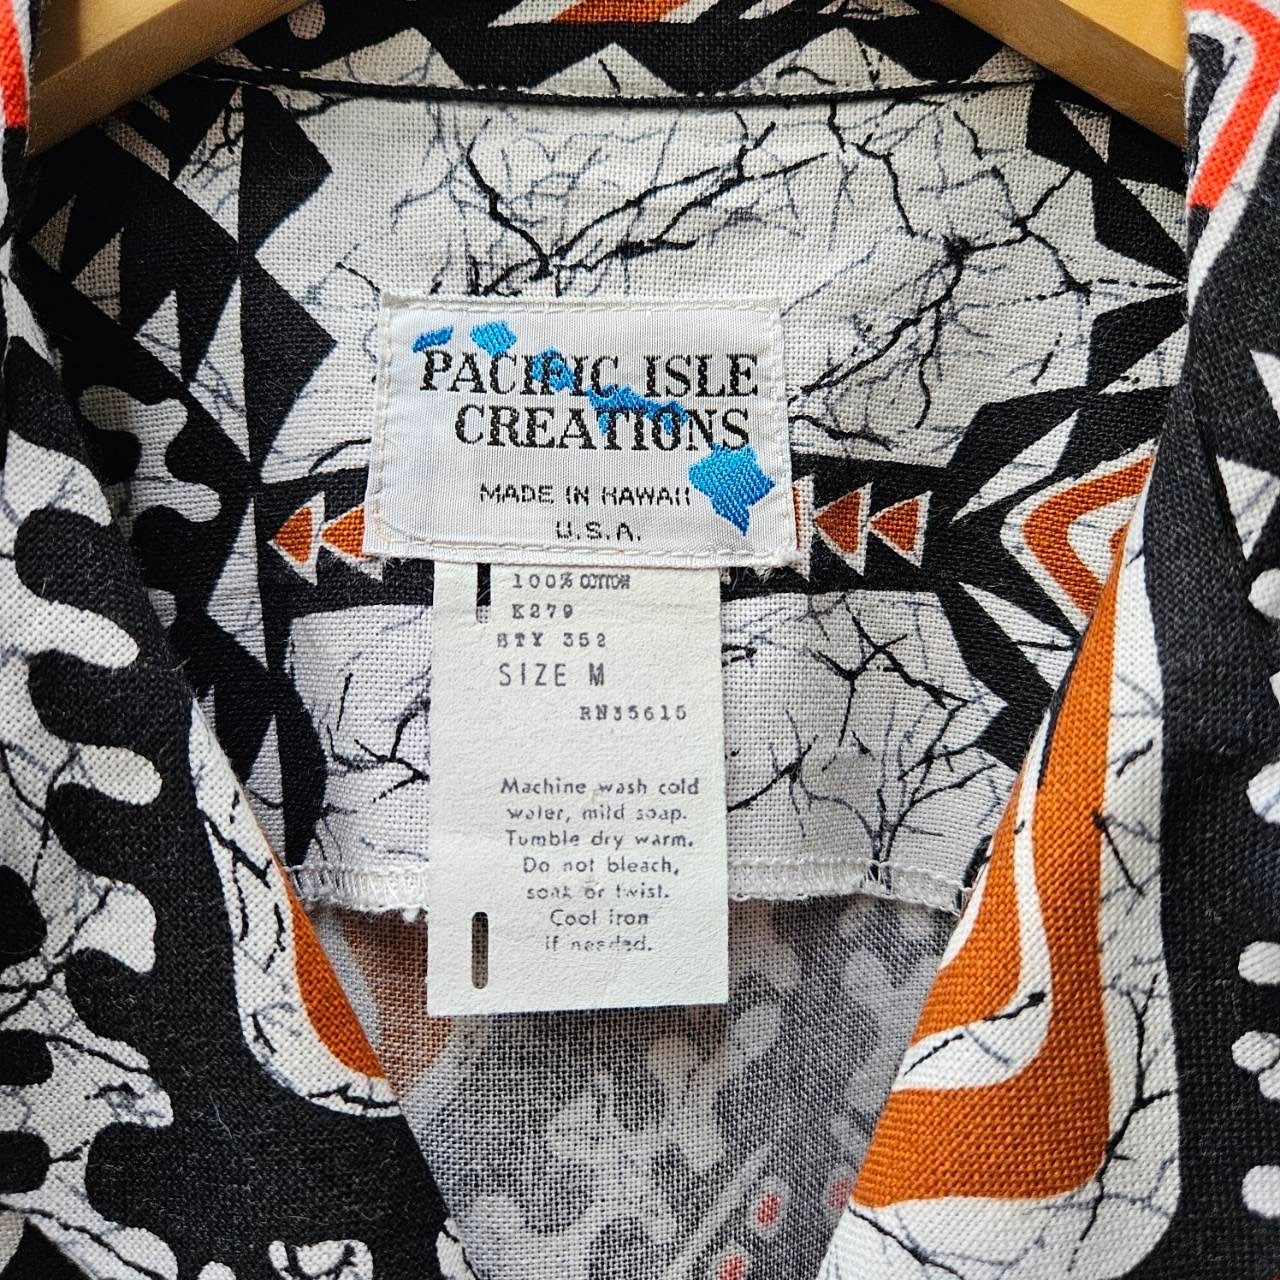 PACIFIC ISLE
CREATIONS
MADE IN HAWAII
U.S.A.
100% COTTON
K279
STY 352
SIZE M
RN35615
Machine wash cold
water, mild soap.
Tumble dry warm.
Do not bleach,
soak or twist.
Cool iron
if needed.